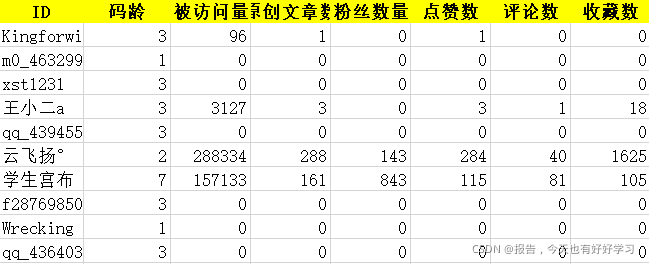 ID 码龄 被访问量 原创文章数 粉丝数量 点赞数 评论数 收藏数
Kingforwi 3 96 1 0 1 0 0
m0_463299 1 0 0 0 0 0 0
xst1231 3 0 0 0 0 0 0
王小二a 3 3127 3 0 3 1 18
qq_439455 3 0 0 0 0 0 0
云飞扬° 2 288334 288 143 284 40 1625
学生宫布 7 157133 161 843 115 81 105
f28769850 3 0 0 0 0 0 0
Wrecking 1 0 0 0 0 0 0
qq_436403 3 0 0 0 0 0 0
CSDN @报告,今天也有好好学习